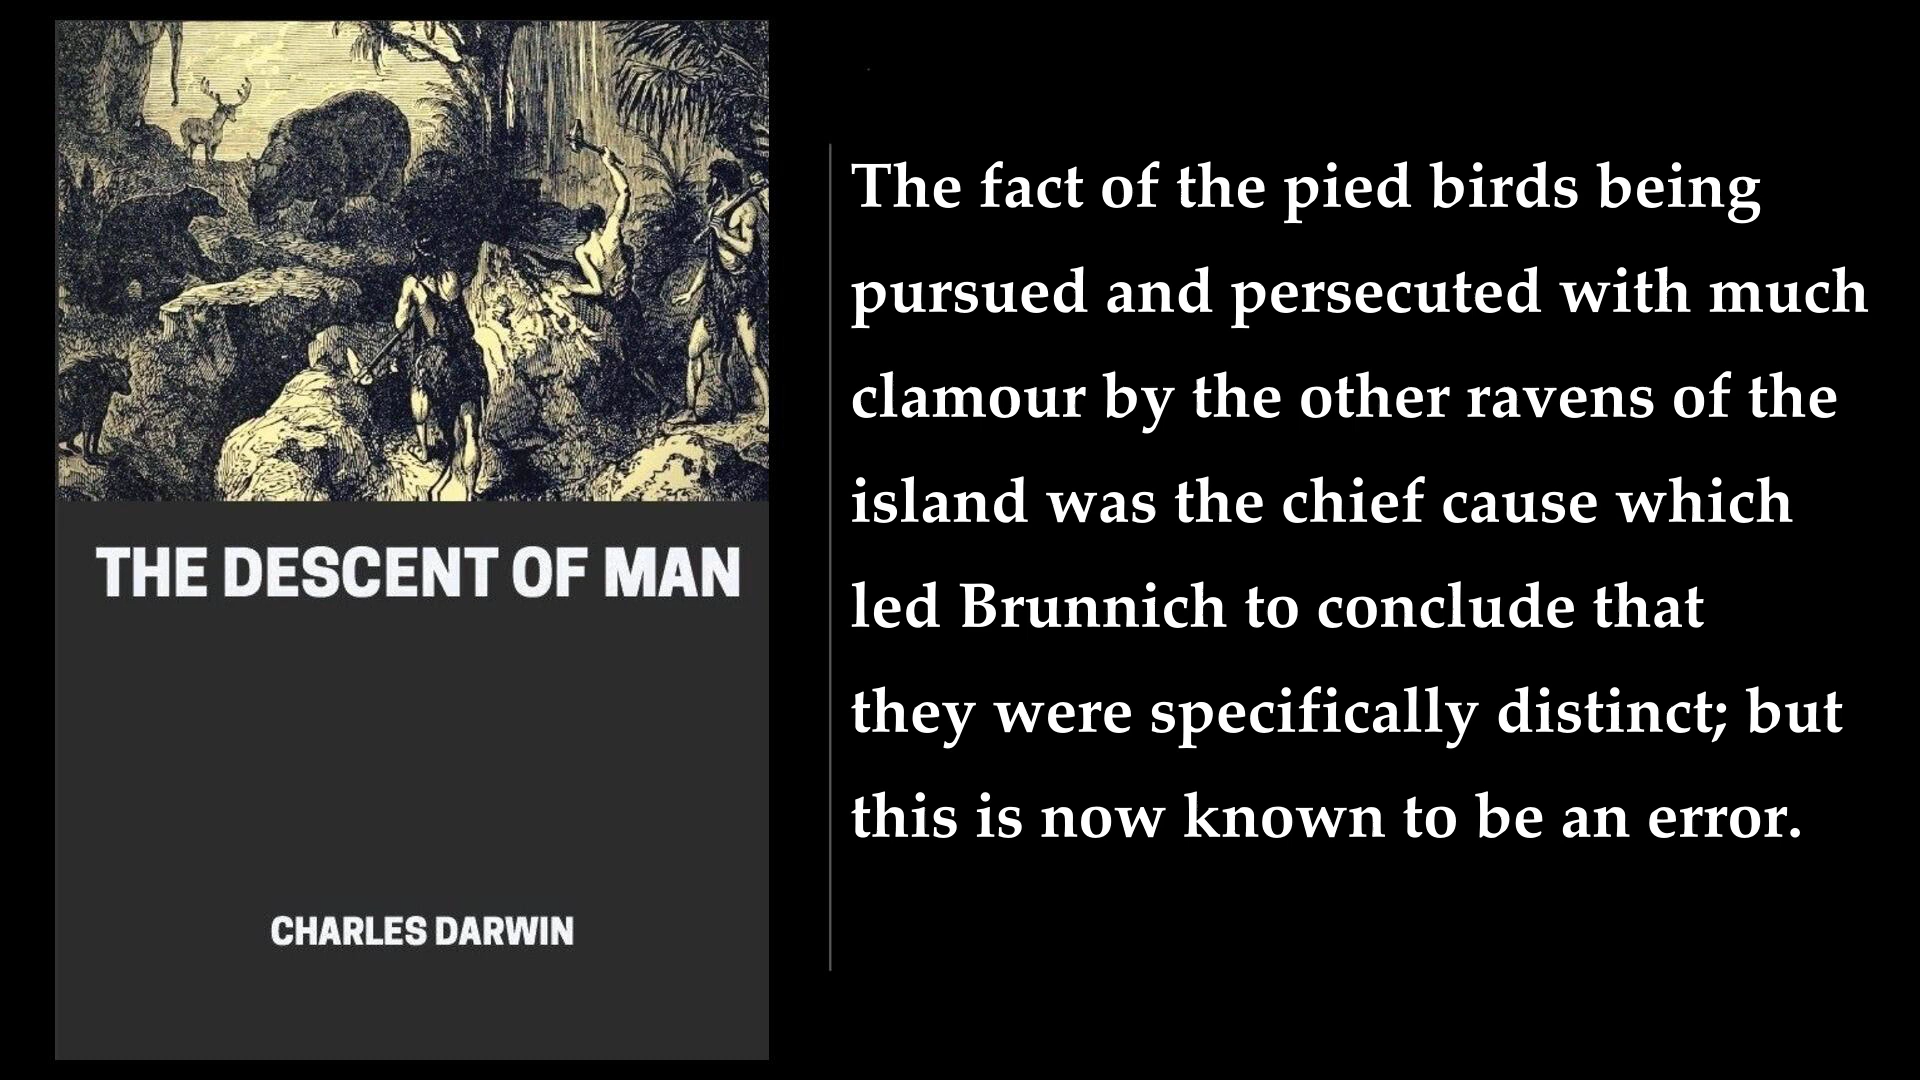 THE DESCENT OF MAN
CHARLES DARWIN
The fact of the pied birds being
pursued and persecuted with much
clamour by the other ravens of the
island was the chief cause which
led Brunnich to conclude that
they were specifically distinct; but
this is now known to be an error.